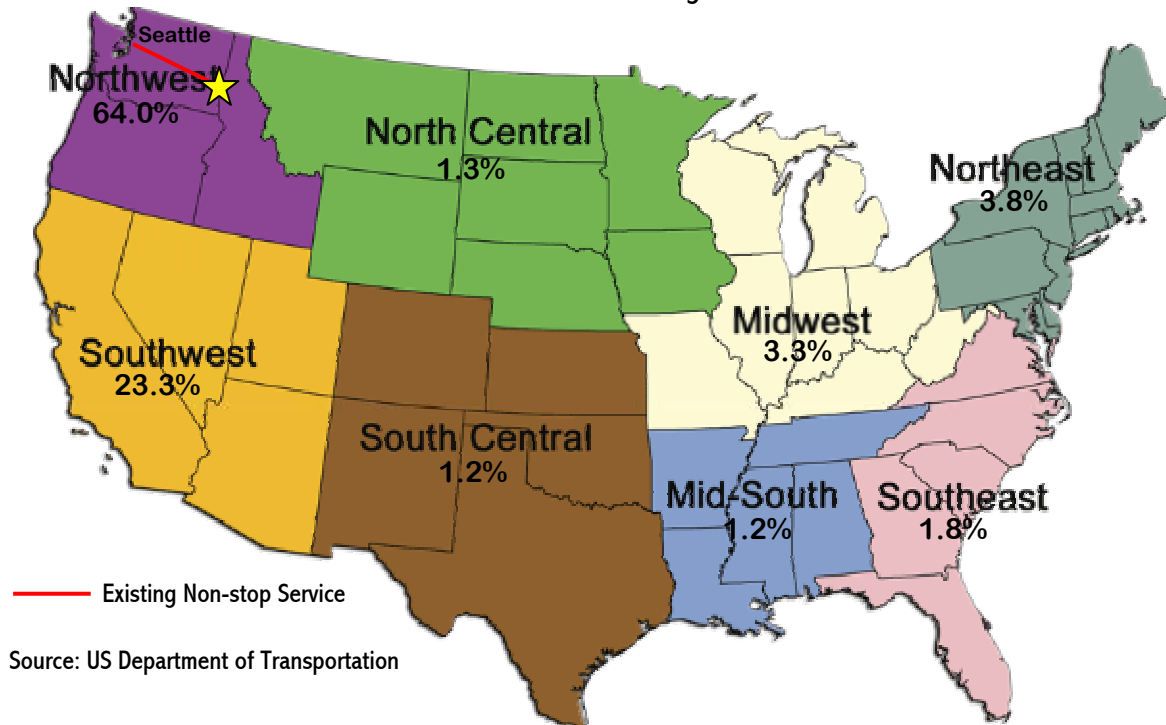 Seattle
Northwest
64.0%
North Central
1.3%
Northeast
3.8%
Midwest
3.3%
Southwest
23.3%
South Central
1.2%
Mid-South
1.2%
Southeast
1.8%
Existing Non-stop Service
Source: US Department of Transportation